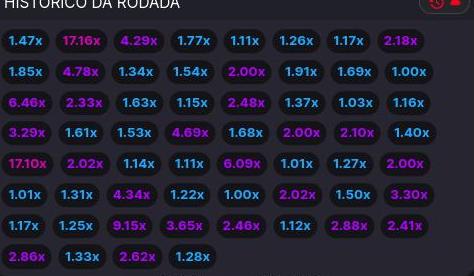 HISTÓRICO DA RODADA
1.47x 17.16x 4.29x 1.77x 1.11x 1.26x 1.17x 2.18x
1.85x 4.78x 1.34x 1.54x 2.00x 1.91x 1.69x 1.00x
6.46x 2.33x 1.63x 1.15x 2.48x 1.37x 1.03x 1.16x
3.29x 1.61x 1.53x 4.69x 1.68x 2.00x 2.10x 1.40x
17.10x 2.02x 1.14x 1.11x 6.09x 1.01x 1.27x 2.00x
1.01x 1.31x 4.34x 1.22x 1.00x 2.02x 1.50x 3.30x
1.17x 1.25x 9.15x 3.65x 2.46x 1.12x 2.88x 2.41x
2.86x 1.33x 2.62x 1.28x